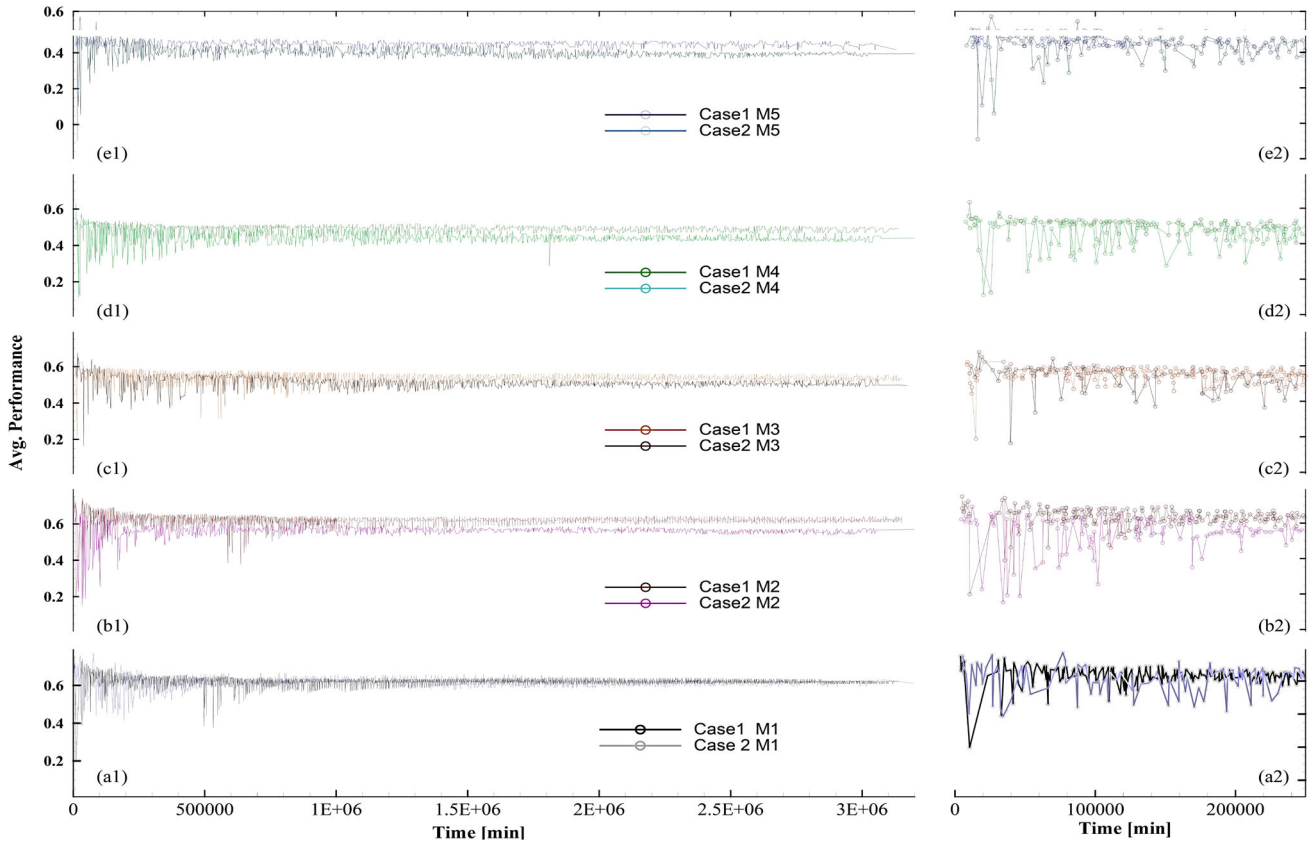 0.6
0.4
0.2
0
Case1 M5
Case2 M5
(e1)
(e2)
0.6
0.4
0.2
Case1 M4
Case2 M4
(d1)
(d2)
Avg. Performance
0.6
0.4
0.2
Case1 M3
Case2 M3
(c1)
(c2)
0.6
0.4
0.2
Case1 M2
Case2 M2
(b1)
(b2)
0.6
0.4
0.2
Case1 M1
Case 2 M1
(a1)
(a2)
0 500000 1E+06 1.5E+06 2E+06 2.5E+06 3E+06
0 100000 200000
Time [min]
Time [min]